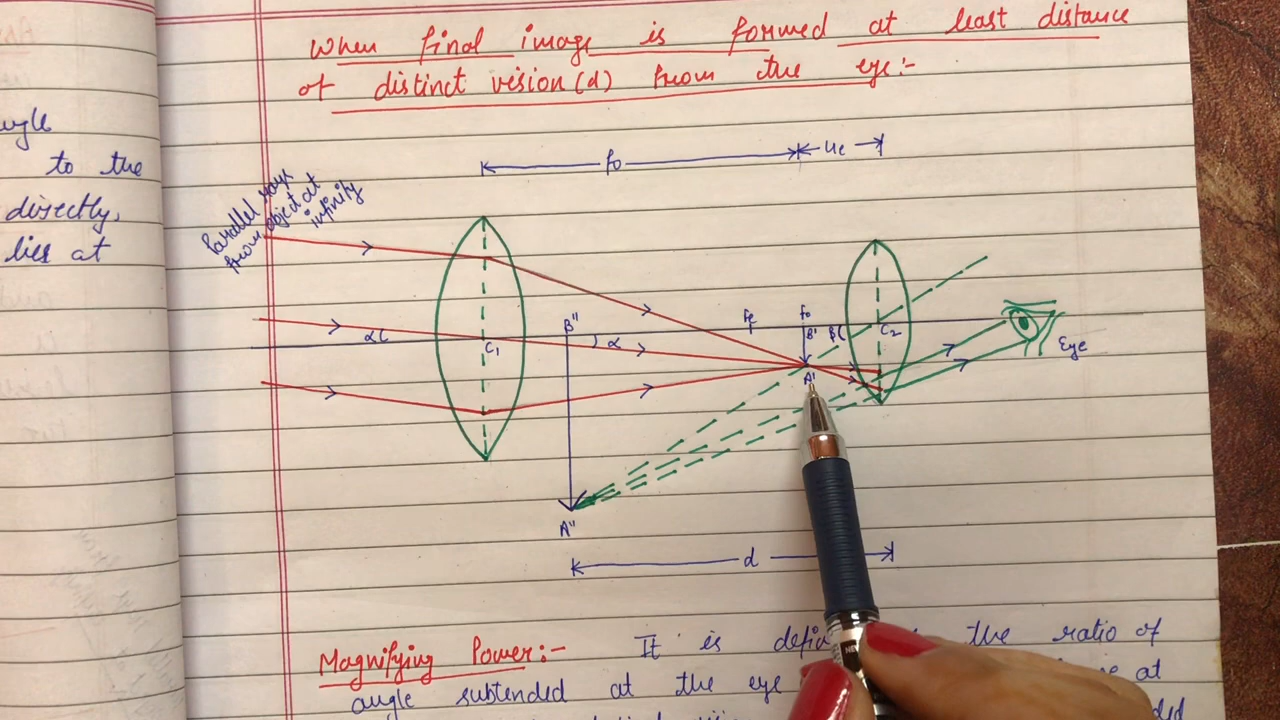 When final image is formed at least distance
of distinct vision (d) from the eye:-
to the
directly,
lies at
fo
ue
Parallel rays
from object at
infinity
B"
Fe
fo
α
C1
α
B'
β
C2
Eye
A'
A"
d
Magnifying Power:- It is the ratio of
angle subtended at the eye at